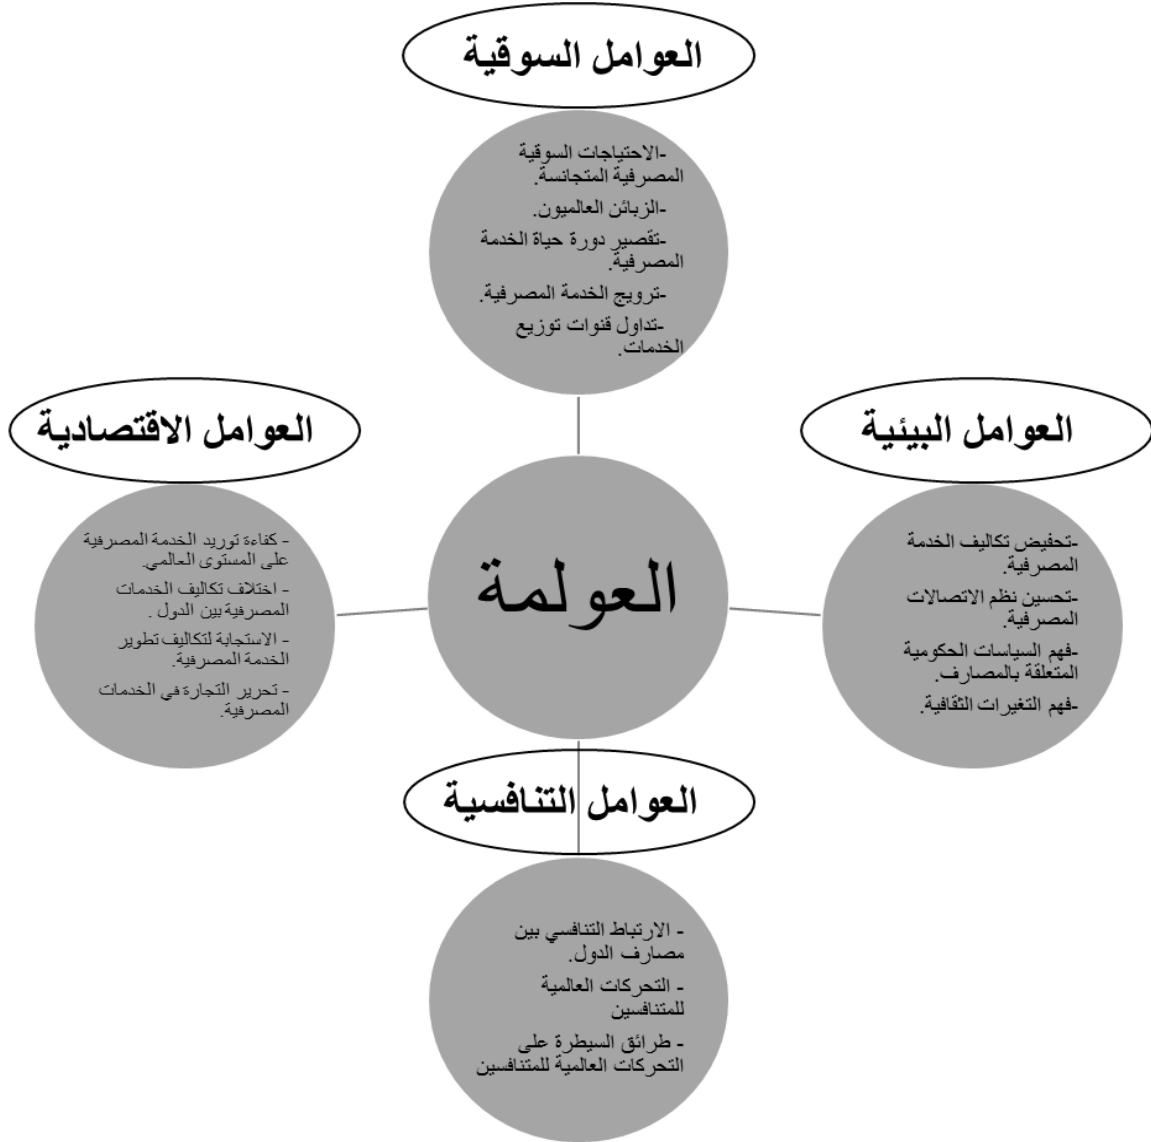 العوامل السوقية
-الاحتياجات السوقية
المصرفية المتجانسة.
-الزبائن العالميون.
-تقصير دورة حياة الخدمة
المصرفية.
-ترويج الخدمة المصرفية.
-تداول قنوات توزيع
الخدمات.
العوامل البيئية
-تحفيض تكاليف الخدمة
المصرفية.
-تحسين نظم الاتصالات
المصرفية.
-فهم السياسات الحكومية
المتعلقة بالمصارف.
-فهم التغيرات الثقافية.
العوامل الاقتصادية
- كفاءة توريد الخدمة المصرفية
على المستوى العالمي.
- اختلاف تكاليف الخدمات
المصرفية بين الدول .
- الاستجابة لتكاليف تطوير
الخدمة المصرفية.
- تحرير التجارة في الخدمات
المصرفية.
العولمة
العوامل التنافسية
- الارتباط التنافسي بين
مصارف الدول.
- التحركات العالمية
للمتنافسين
- طرائق السيطرة على
التحركات العالمية للمتنافسين